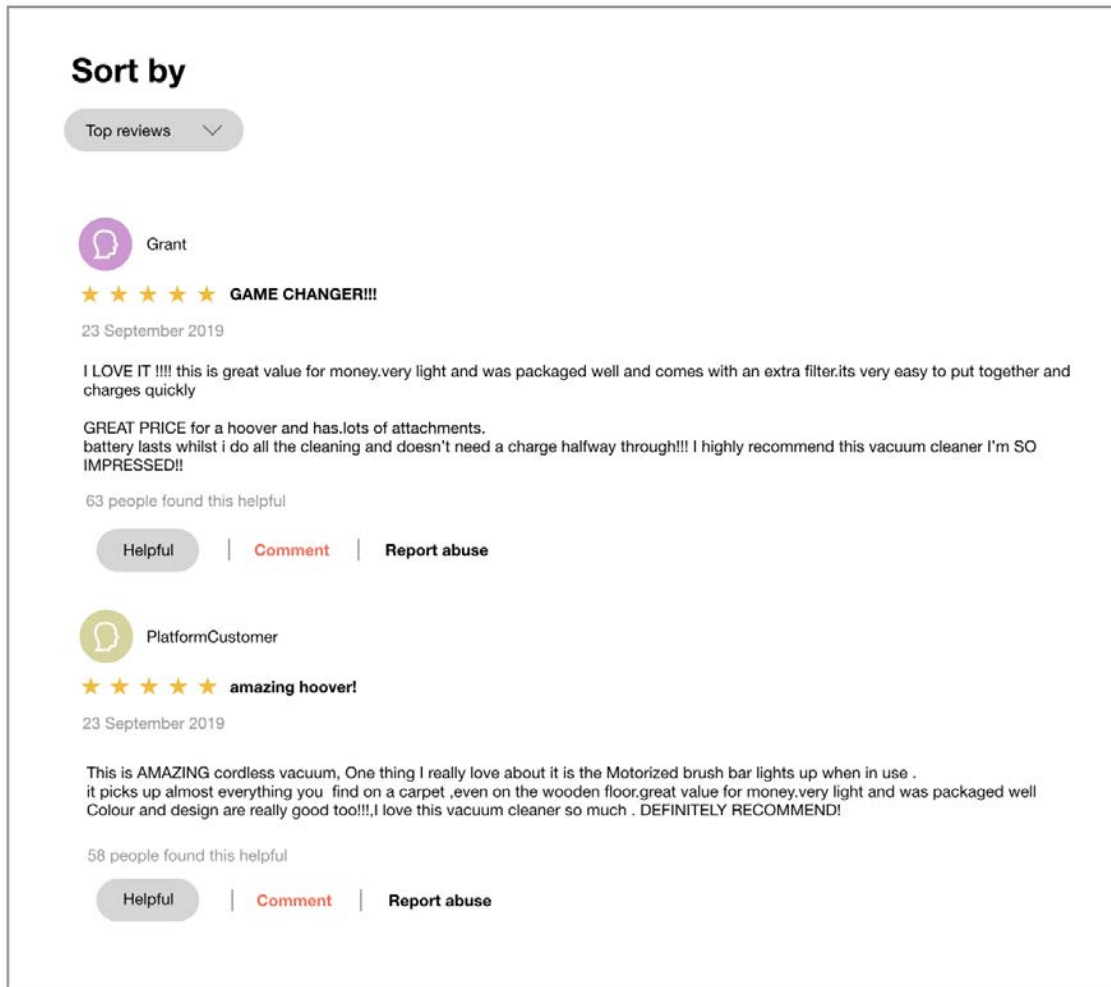 Sort by
Top reviews
Grant
GAME CHANGER!!!
23 September 2019
I LOVE IT !!!! this is great value for money.very light and was packaged well and comes with an extra filter.its very easy to put together and
charges quickly
GREAT PRICE for a hoover and has.lots of attachments.
battery lasts whilst i do all the cleaning and doesn’t need a charge halfway through!!! I highly recommend this vacuum cleaner I’m SO
IMPRESSED!!
63 people found this helpful
Helpful | Comment | Report abuse
PlatformCustomer
amazing hoover!
23 September 2019
This is AMAZING cordless vacuum, One thing I really love about it is the Motorized brush bar lights up when in use .
it picks up almost everything you  find on a carpet ,even on the wooden floor.great value for money.very light and was packaged well
Colour and design are really good too!!!,I love this vacuum cleaner so much . DEFINITELY RECOMMEND!
58 people found this helpful
Helpful | Comment | Report abuse